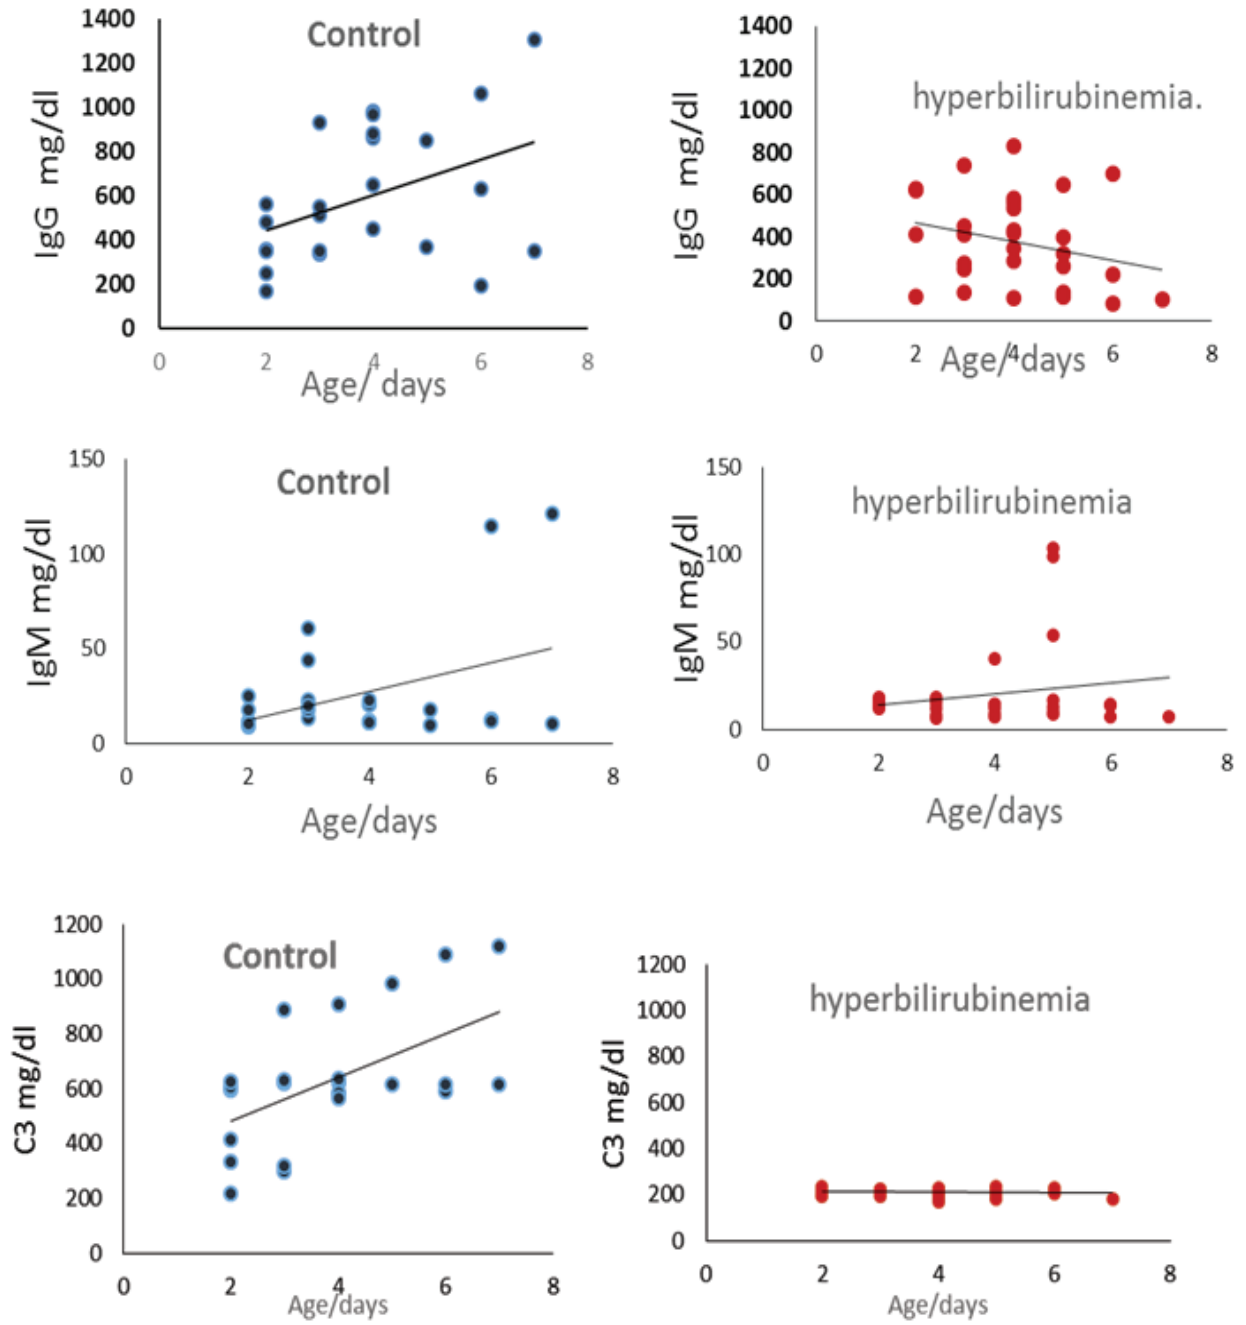 Control
IgG mg/dl
1400
1200
1000
800
600
400
200
0
0 2 4 6 8
Age/ days
hyperbilirubinemia.
IgG mg/dl
1400
1200
1000
800
600
400
200
0
0 2 4 6 8
Age/ days
Control
IgM mg/dl
150
100
50
0
0 2 4 6 8
Age/days
hyperbilirubinemia
IgM mg/dl
150
100
50
0
0 2 4 6 8
Age/days
Control
C3 mg/dl
1200
1000
800
600
400
200
0
0 2 4 6 8
Age/days
hyperbilirubinemia
C3 mg/dl
1200
1000
800
600
400
200
0
0 2 4 6 8
Age/days